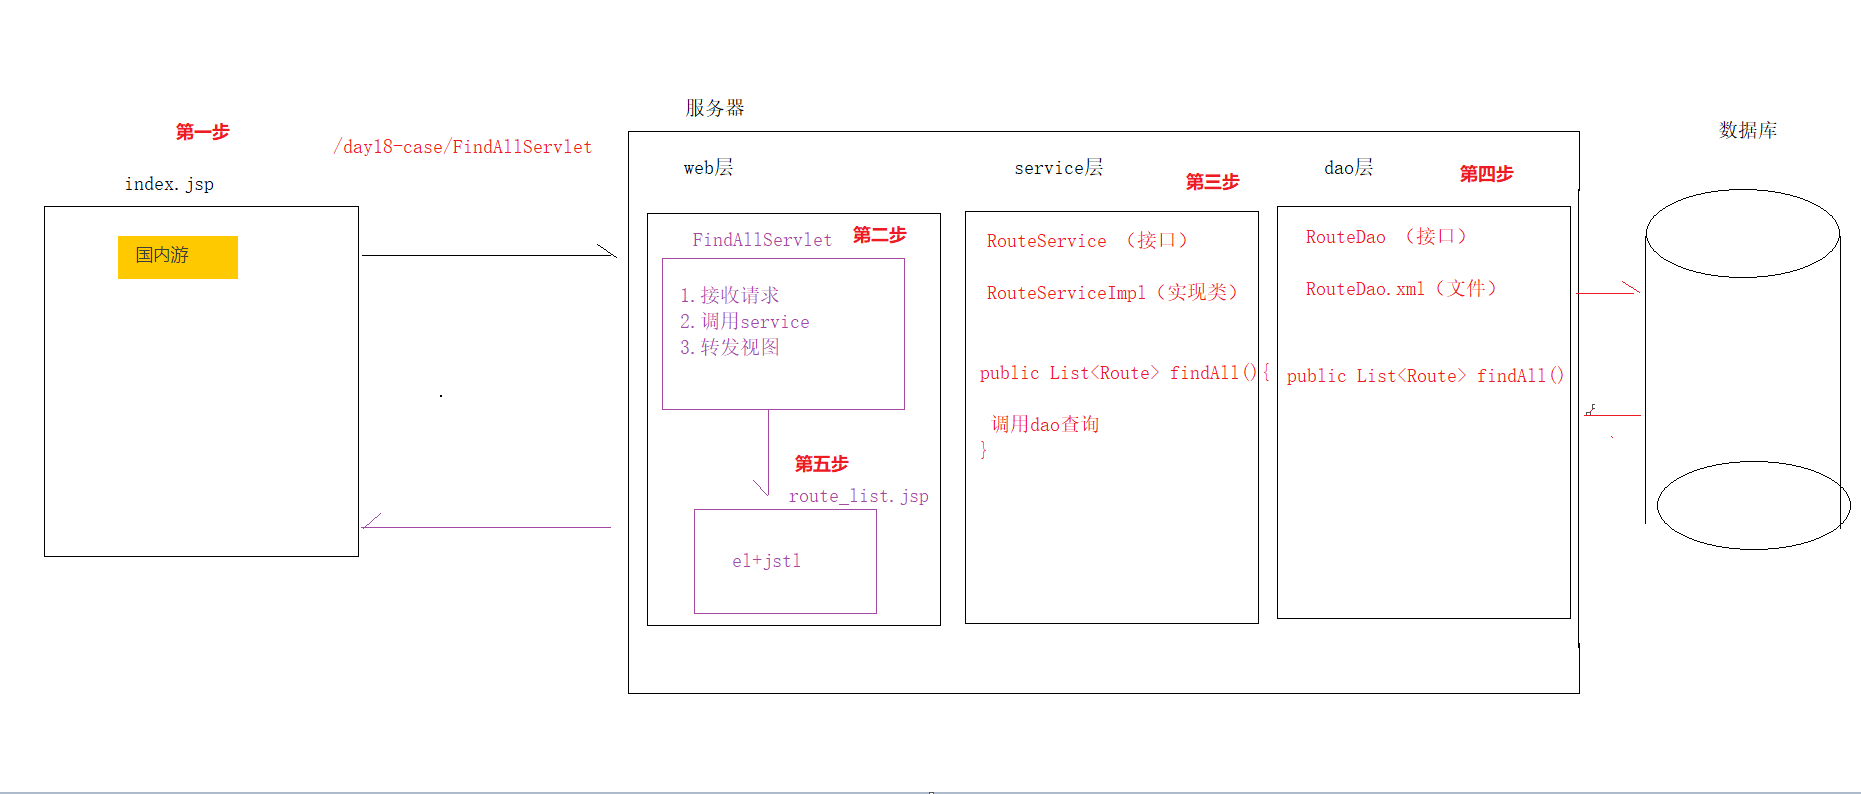 第一步
/day18-case/FindAllServlet
index.jsp
国内游
服务器
web层
FindAllServlet
第二步
1.接收请求
2.调用service
3.转发视图
第五步
route_list.jsp
el+jstl
service层
第三步
RouteService （接口）
RouteServiceImpl（实现类）
public List<Route> findAll(){
调用dao查询
}
dao层
第四步
RouteDao （接口）
RouteDao.xml（文件）
public List<Route> findAll()
数据库